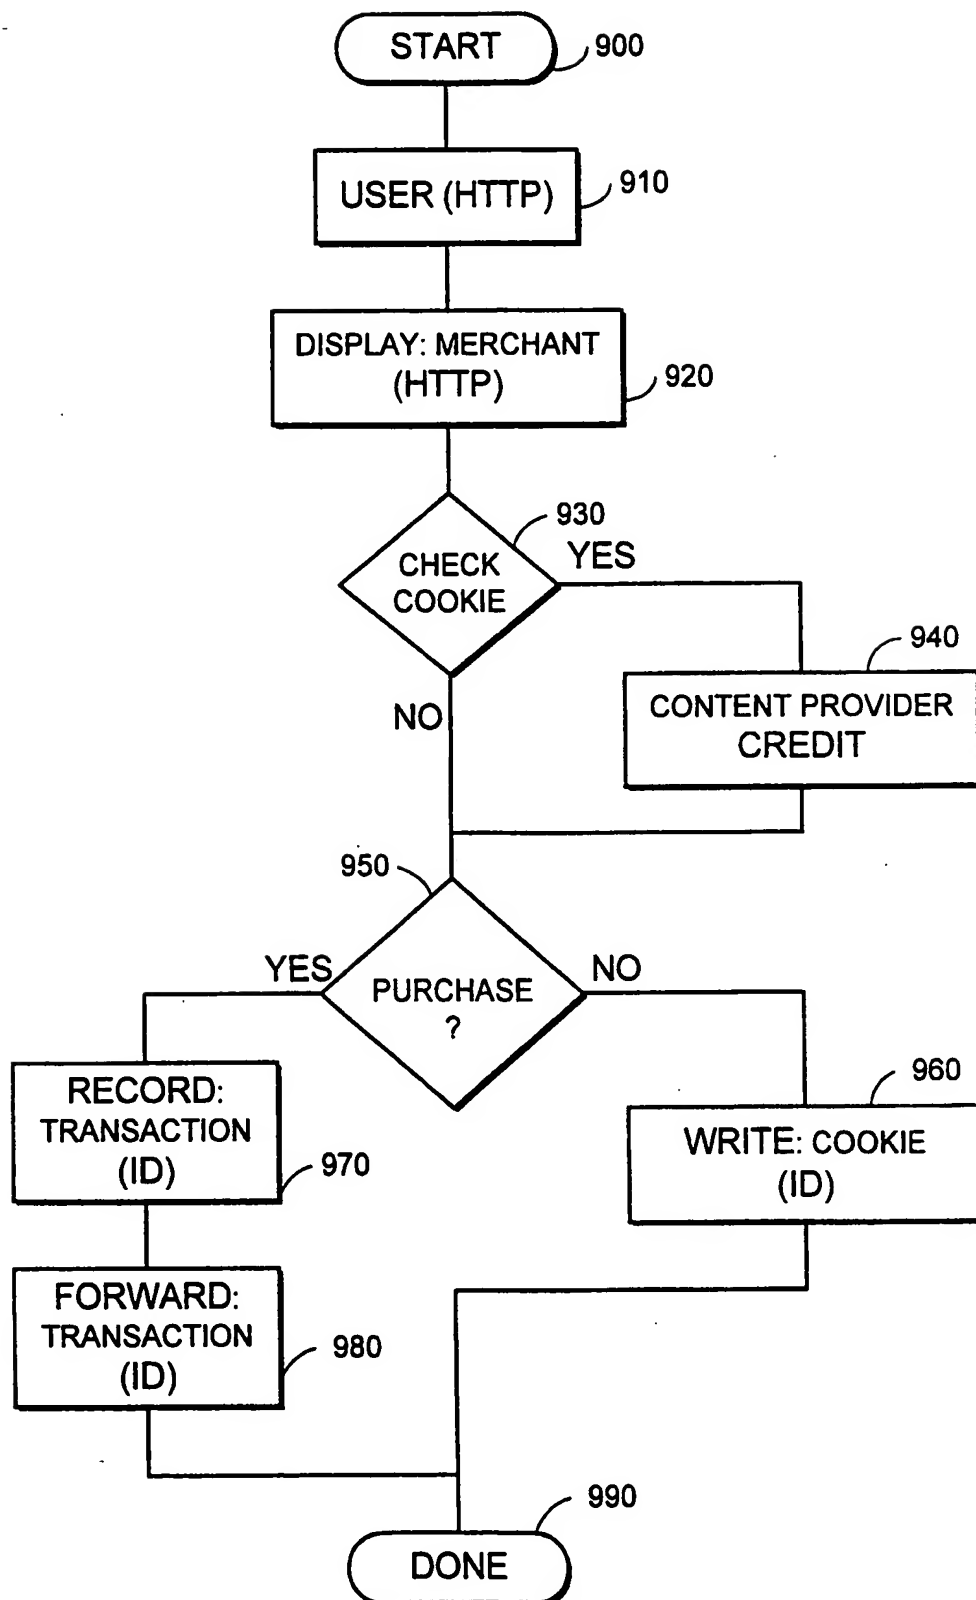 START
900
USER (HTTP)
910
DISPLAY: MERCHANT
(HTTP)
920
930
CHECK
COOKIE
YES
NO
940
CONTENT PROVIDER
CREDIT
950
PURCHASE
?
YES
NO
RECORD:
TRANSACTION
(ID)
970
960
WRITE: COOKIE
(ID)
FORWARD:
TRANSACTION
(ID)
980
990
DONE